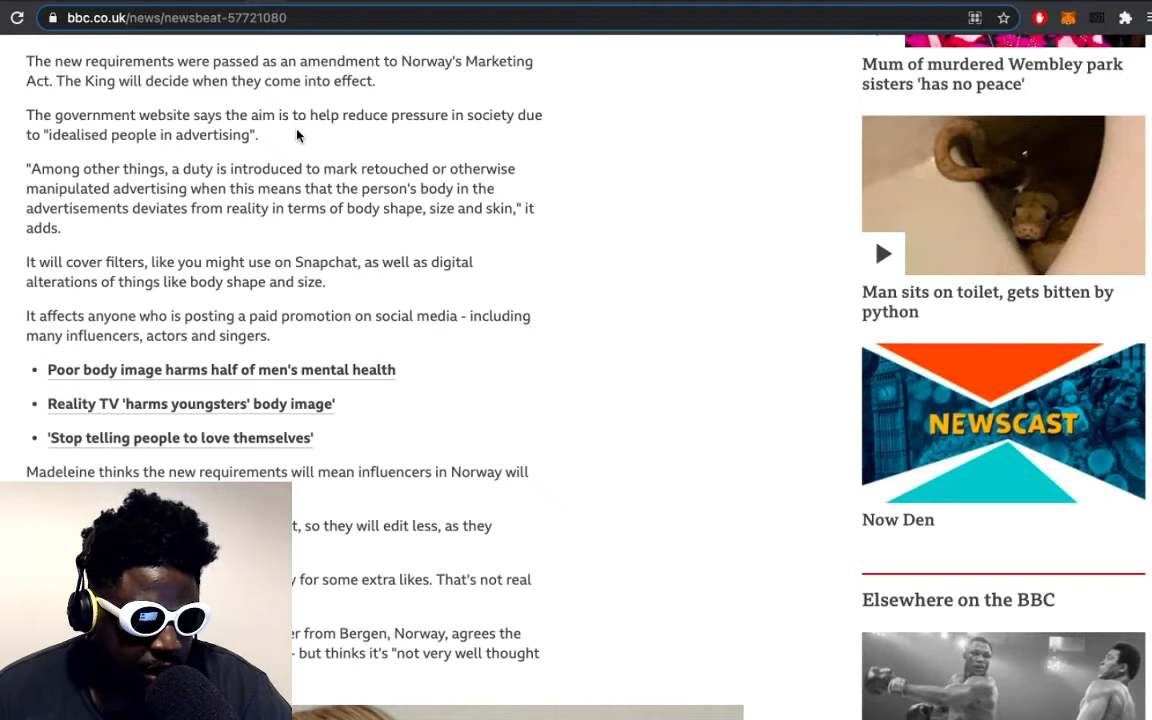 bbc.co.uk/news/newsbeat-57721080
The new requirements were passed as an amendment to Norway's Marketing
Act. The King will decide when they come into effect.
The government website says the aim is to help reduce pressure in society due
to "idealised people in advertising".
"Among other things, a duty is introduced to mark retouched or otherwise
manipulated advertising when this means that the person's body in the
advertisements deviates from reality in terms of body shape, size and skin," it
adds.
It will cover filters, like you might use on Snapchat, as well as digital
alterations of things like body shape and size.
It affects anyone who is posting a paid promotion on social media - including
many influencers, actors and singers.
• Poor body image harms half of men's mental health
• Reality TV 'harms youngsters' body image'
• 'Stop telling people to love themselves'
Madeleine thinks the new requirements will mean influencers in Norway will
t, so they will edit less, as they
y for some extra likes. That's not real
er from Bergen, Norway, agrees the
- but thinks it's "not very well thought
Mum of murdered Wembley park
sisters 'has no peace'
Man sits on toilet, gets bitten by
python
NEWSCAST
Now Den
Elsewhere on the BBC